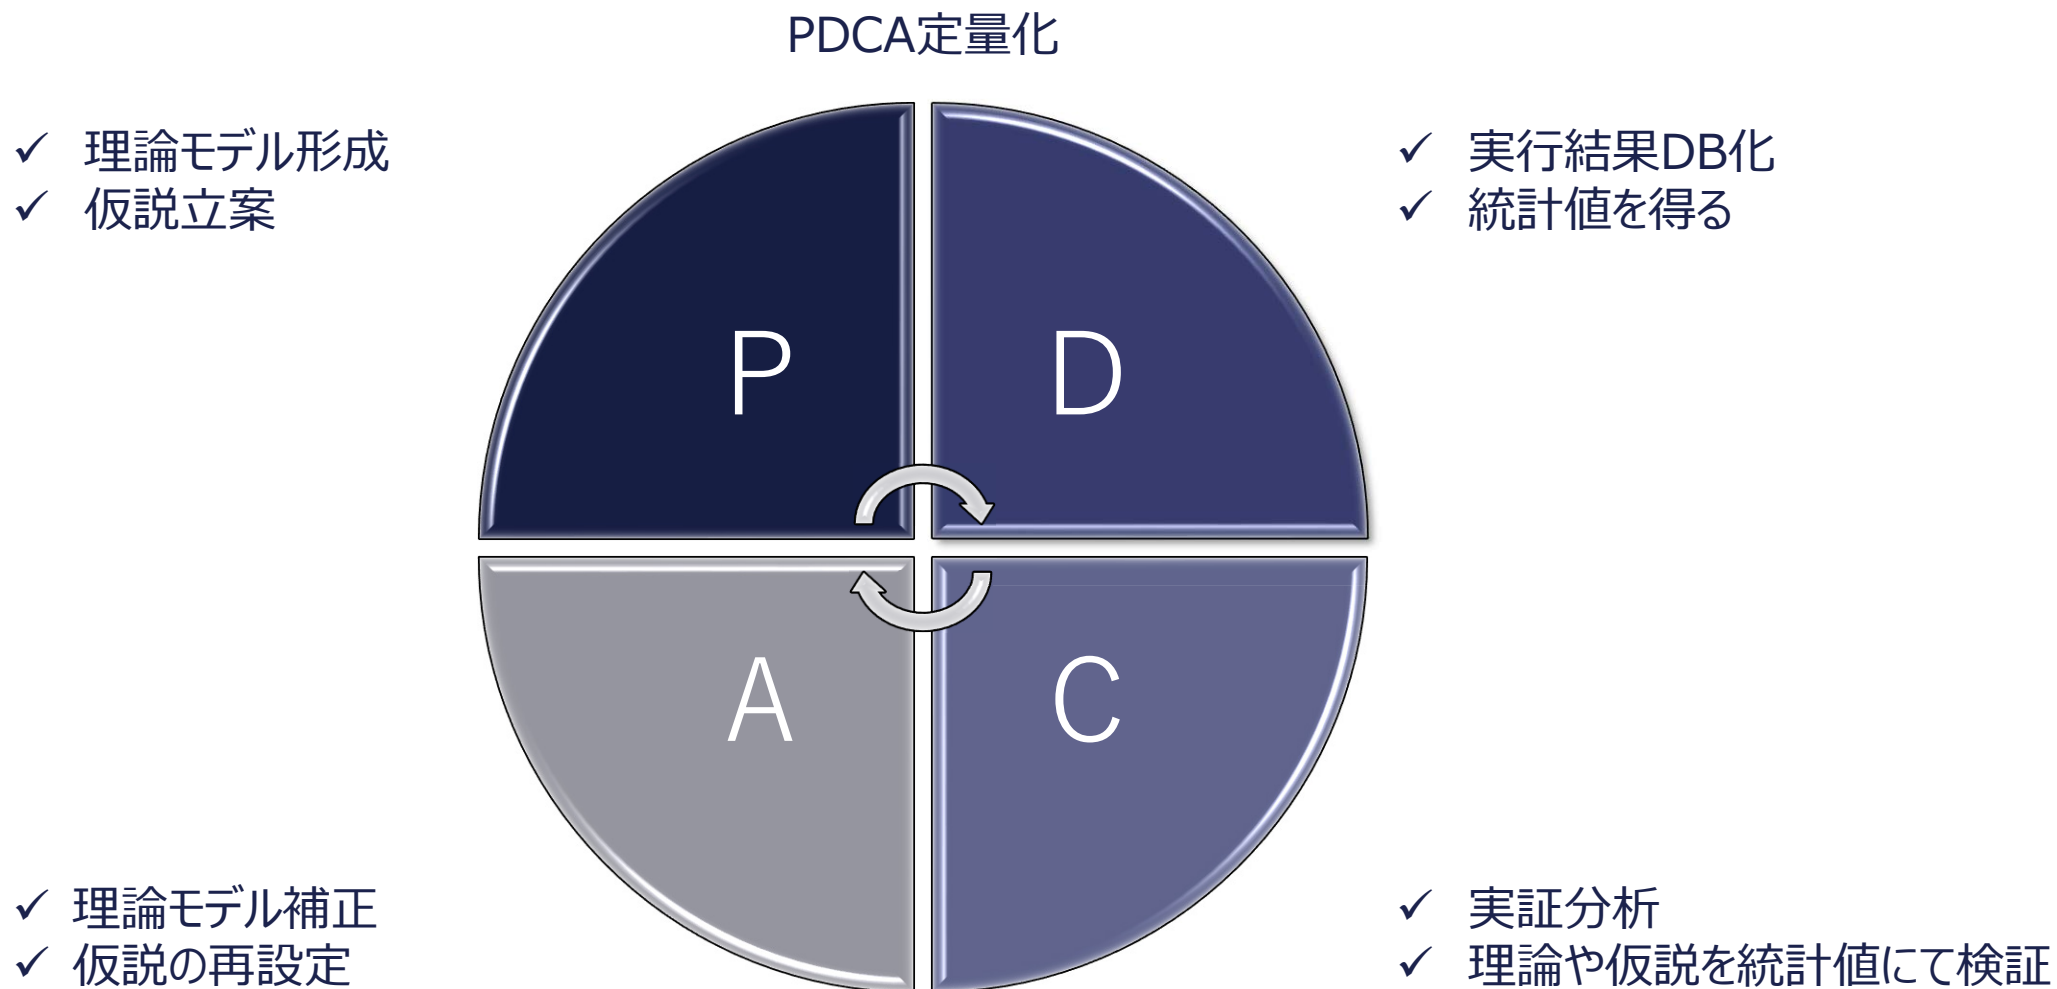 PDCA定量化
✓ 理論モデル形成
✓ 仮説立案
✓ 実行結果DB化
✓ 統計値を得る
P
D
A
C
✓ 理論モデル補正
✓ 仮説の再設定
✓ 実証分析
✓ 理論や仮説を統計値にて検証